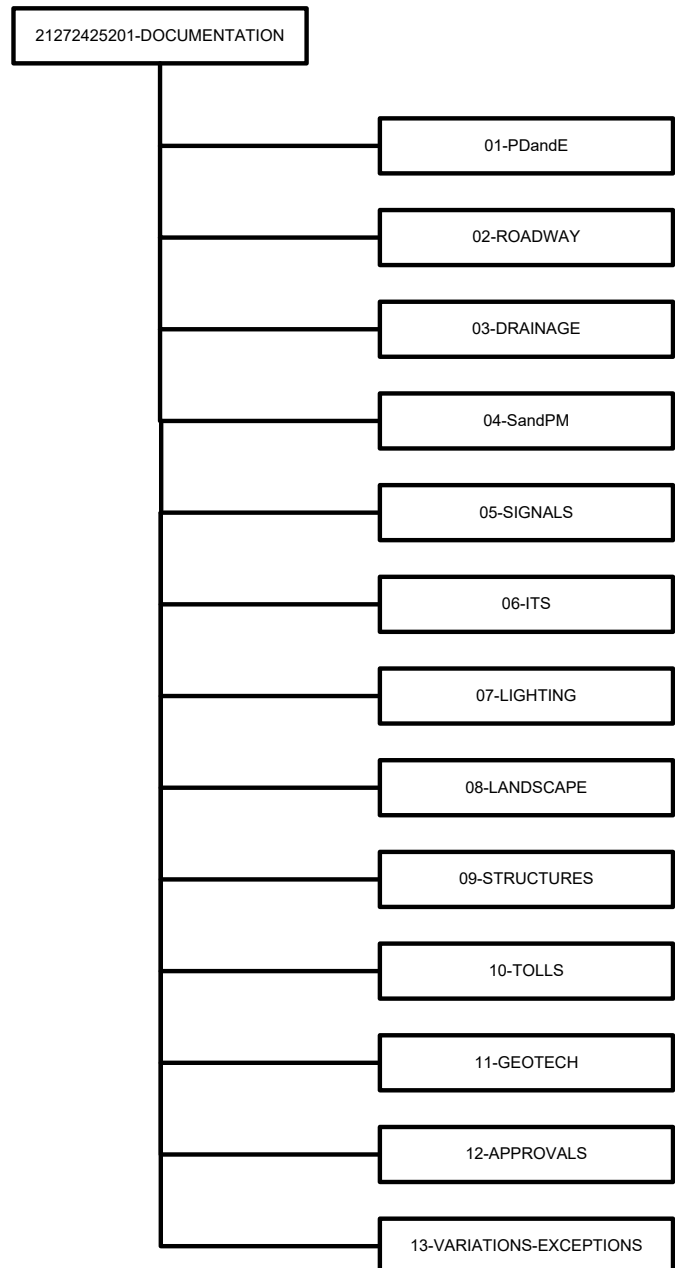 21272425201-DOCUMENTATION
01-PDandE
02-ROADWAY
03-DRAINAGE
04-SandPM
05-SIGNALS
06-ITS
07-LIGHTING
08-LANDSCAPE
09-STRUCTURES
10-TOLLS
11-GEOTECH
12-APPROVALS
13-VARIATIONS-EXCEPTIONS